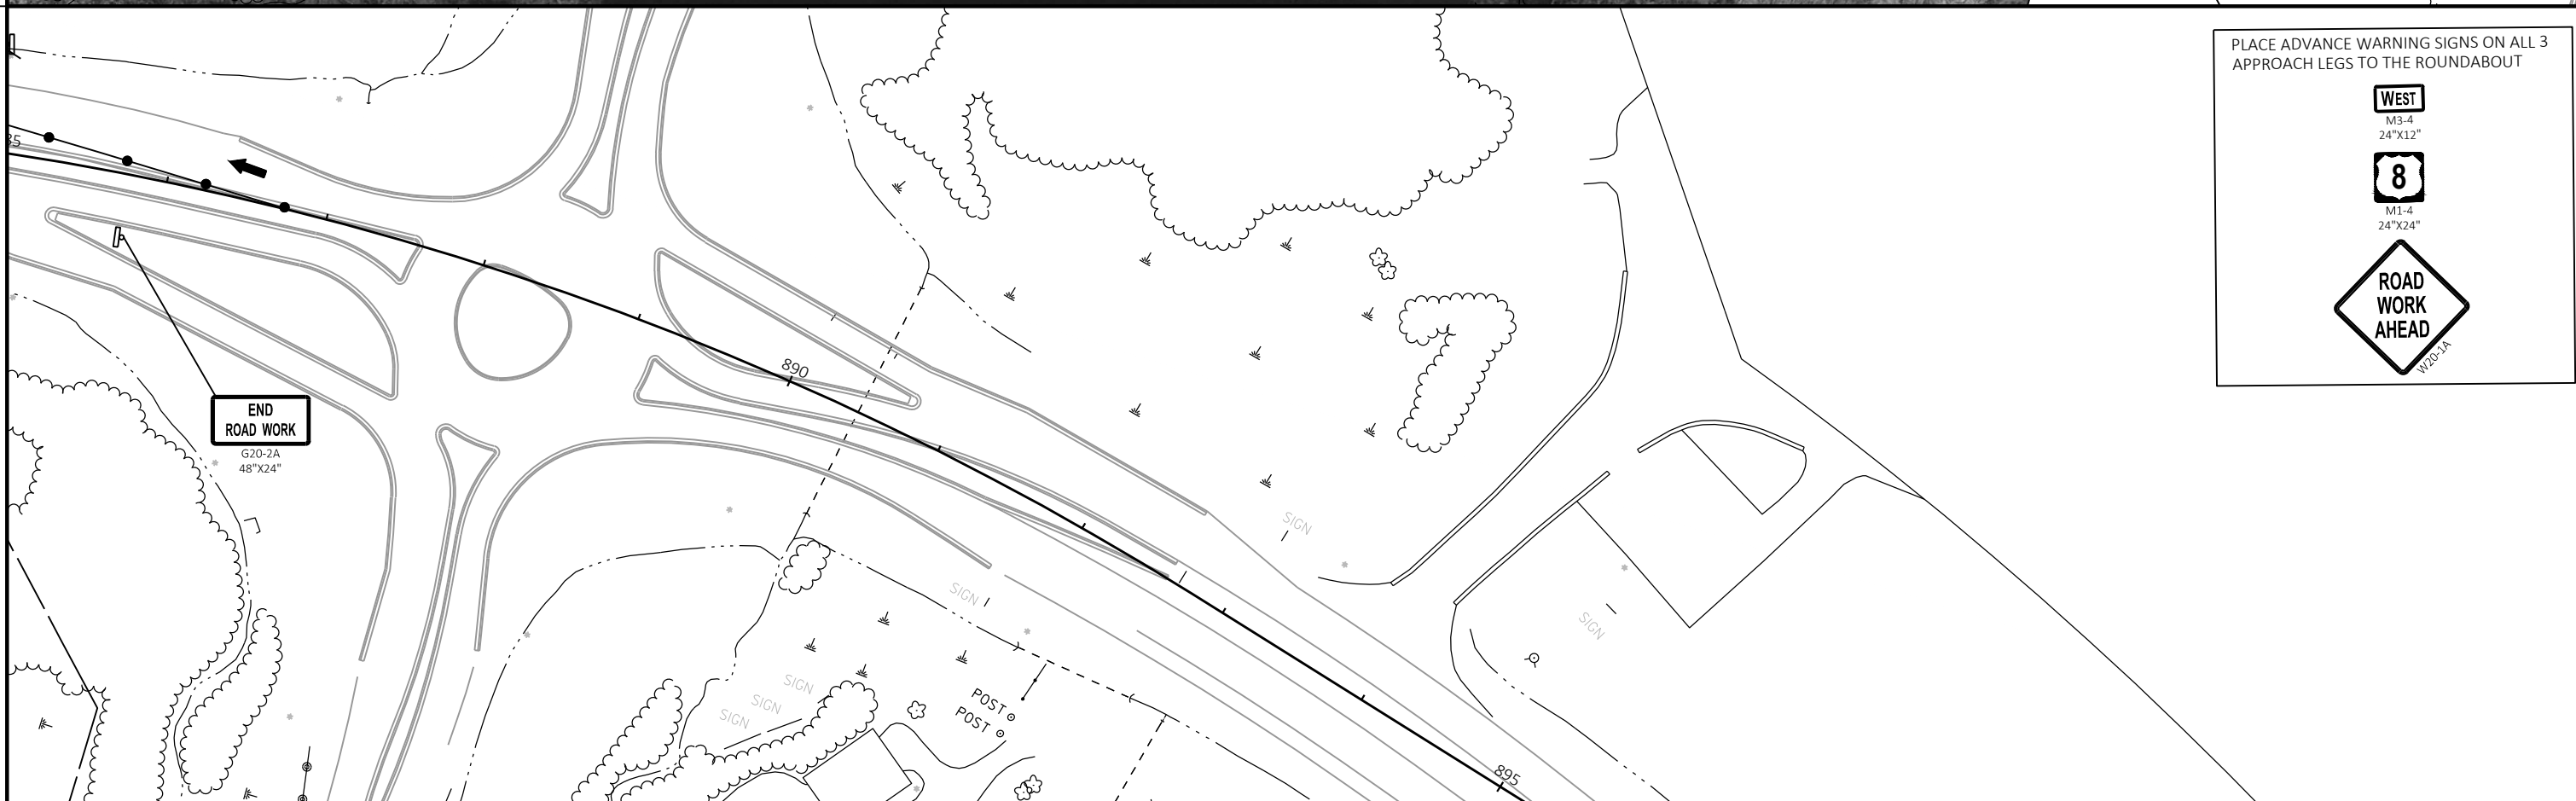 PLACE ADVANCE WARNING SIGNS ON ALL 3
APPROACH LEGS TO THE ROUNDABOUT
WEST
M3-4
24"X12"
8
M1-4
24"X24"
ROAD
WORK
AHEAD
W20-1A
890
END
ROAD WORK
G20-2A
48"X24"
SIGN
SIGN
SIGN
SIGN
SIGN
SIGN
POST
POST
895